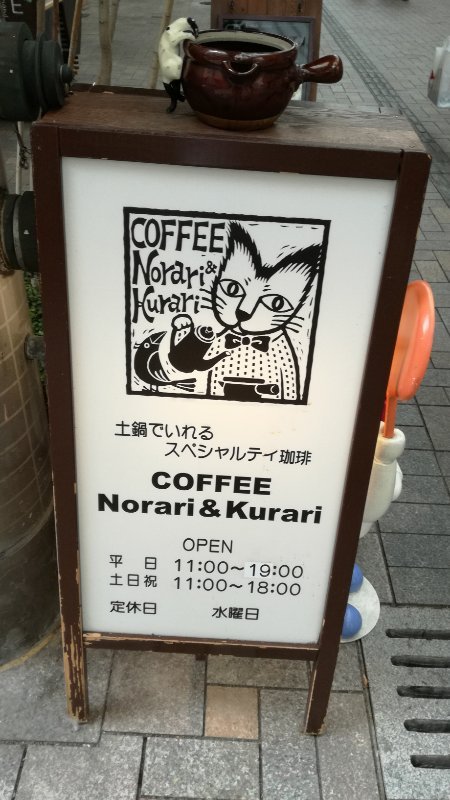 COFFEE
Norari &
Kurari
土鍋でいれる
スペシャルティ珈琲
COFFEE
Norari & Kurari
OPEN
平 日 11:00～19:00
土日祝 11:00～18:00
定休日 水曜日